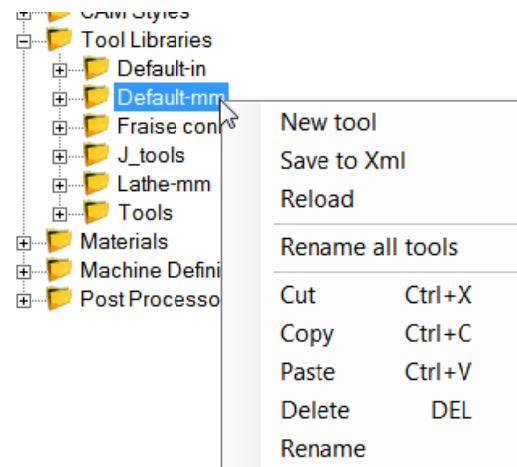 CAM Styles
Tool Libraries
Default-in
Default-mm
Fraise con
J_tools
Lathe-mm
Tools
Materials
Machine Defini
Post Processo
New tool
Save to Xml
Reload
Rename all tools
Cut Ctrl+X
Copy Ctrl+C
Paste Ctrl+V
Delete DEL
Rename